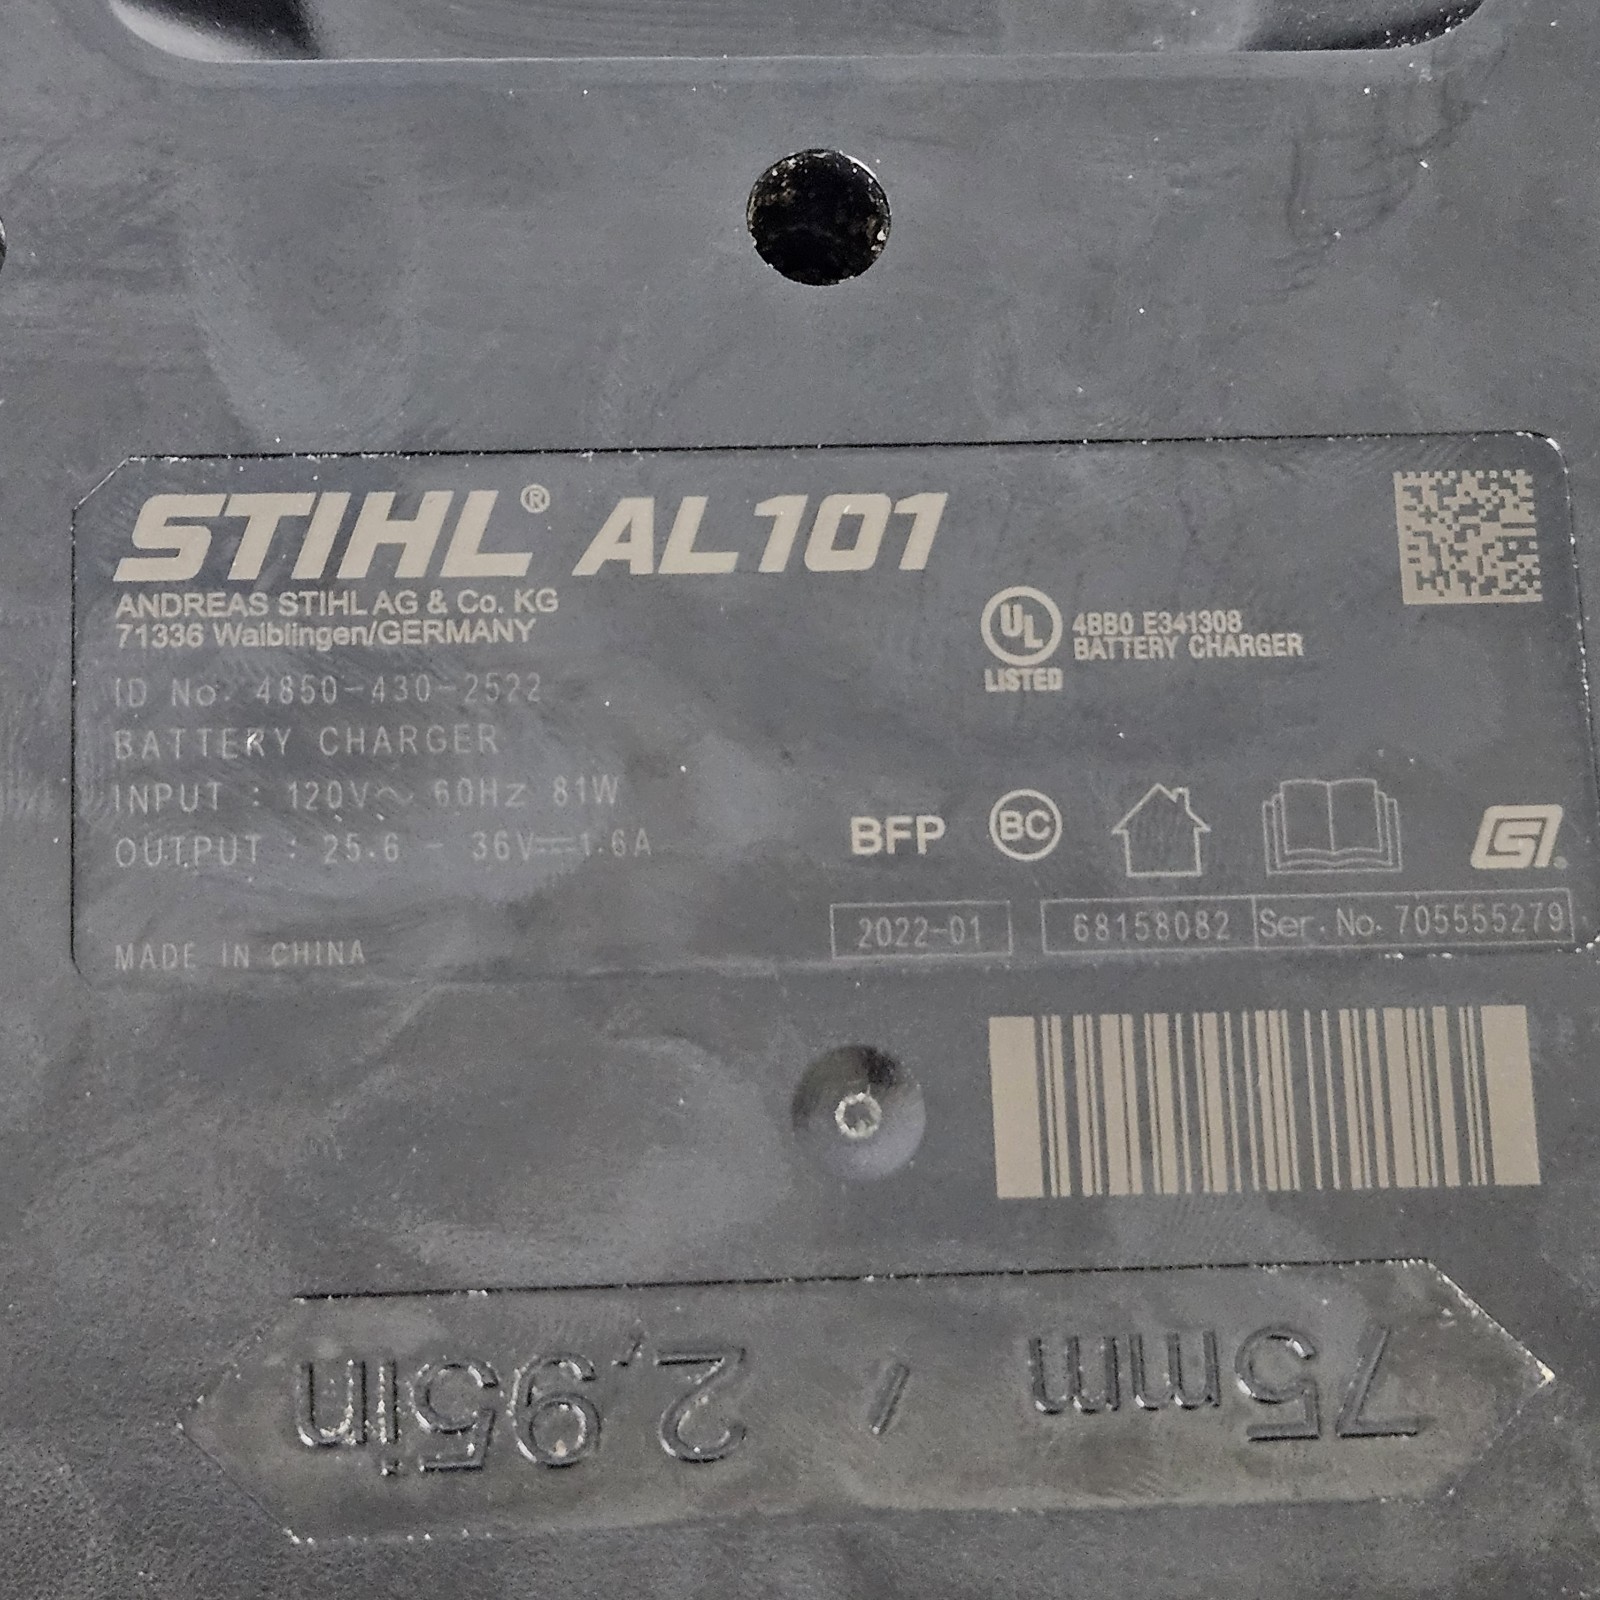 STIHL® AL 101
ANDREAS STIHL AG & Co. KG
71336 Waiblingen/GERMANY
ID No. 4850-430-2522
BATTERY CHARGER
INPUT : 120V~ 60Hz 81W
OUTPUT : 25.6 - 36V⎓1.6A
MADE IN CHINA
UL
LISTED
4BB0 E341308
BATTERY CHARGER
BFP
BC
2022-01
68158082
Ser. No. 705555279
75mm / 2,95in